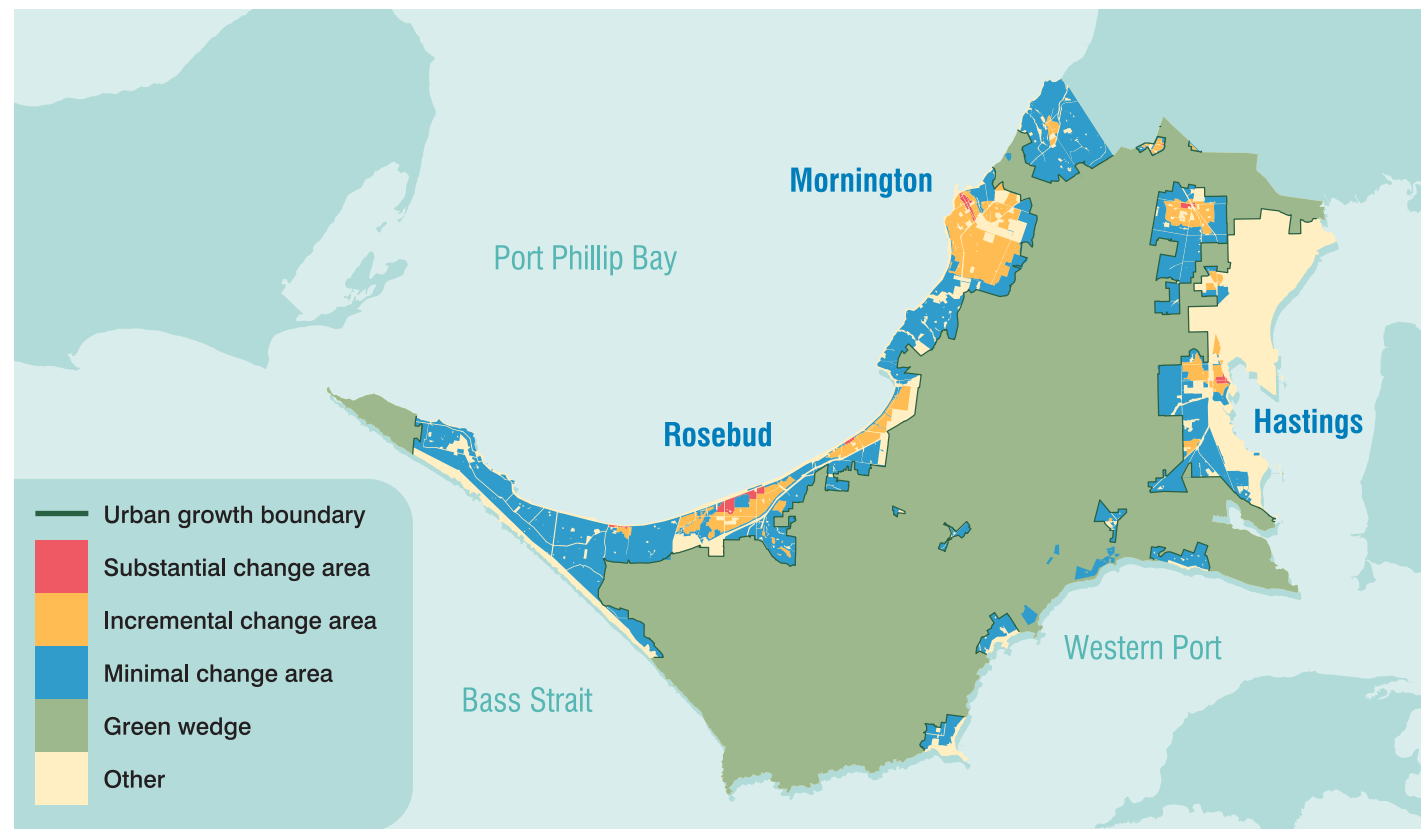 Mornington
Port Phillip Bay
Rosebud
Hastings
Urban growth boundary
Substantial change area
Incremental change area
Minimal change area
Green wedge
Other
Western Port
Bass Strait